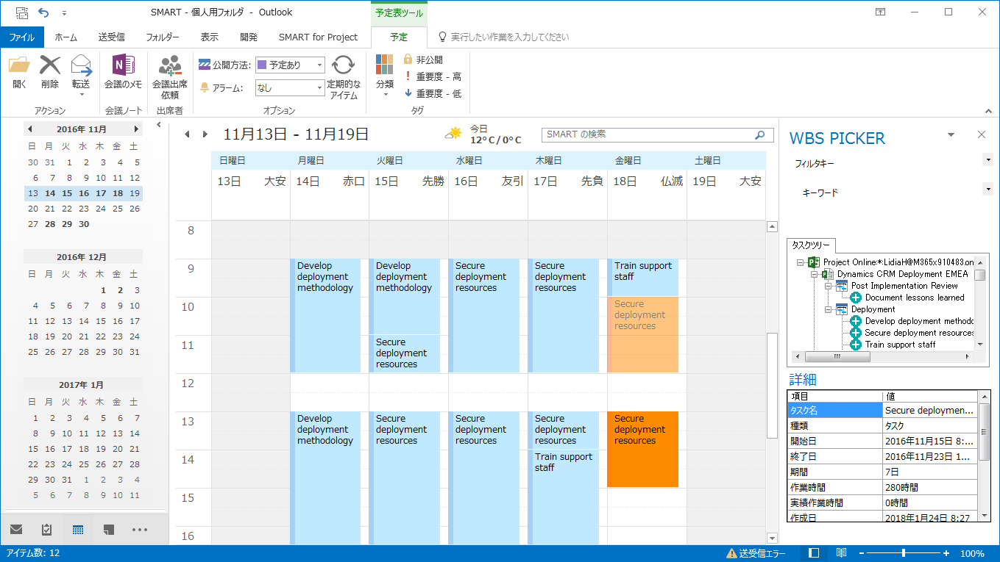 SMART - 個人用フォルダ - Outlook
予定表ツール
ファイル ホーム 送受信 フォルダー 表示 開発 SMART for Project 予定 実行したい作業を入力してください
開く
削除
転送
アクション
会議のメモ
会議ノート
会議出席
依頼
出席者
公開方法: 予定あり
アラーム: なし
定期的な
アイテム
オプション
分類
非公開
重要度 - 高
重要度 - 低
タグ
2016年 11月
日 月 火 水 木 金 土
30 31 1 2 3 4 5
6 7 8 9 10 11 12
13 14 15 16 17 18 19
20 21 22 23 24 25 26
27 28 29 30
2016年 12月
日 月 火 水 木 金 土
1 2 3
4 5 6 7 8 9 10
11 12 13 14 15 16 17
18 19 20 21 22 23 24
25 26 27 28 29 30 31
2017年 1月
日 月 火 水 木 金 土
1 2 3 4 5 6 7
8 9 10 11 12 13 14
15 16 17 18 19 20 21
22 23 24 25 26 27 28
29 30 31 1 2 3 4
5 6 7 8 9 10 11
11月13日 - 11月19日
今日
12°C / 0°C
SMART の検索
日曜日 月曜日 火曜日 水曜日 木曜日 金曜日 土曜日
13日 大安 14日 赤口 15日 先勝 16日 友引 17日 先負 18日 仏滅 19日 大安
8
9
10
11
12
13
14
15
16
Develop
deployment
methodology
Develop
deployment
methodology
Develop
deployment
methodology
Secure
deployment
resources
Secure
deployment
resources
Secure
deployment
resources
Secure
deployment
resources
Secure
deployment
resources
Secure
deployment
resources
Train support
staff
Train support
staff
Secure
deployment
resources
Secure
deployment
resources
WBS PICKER
フィルタキー
キーワード
タスクツリー
Project Online:*:LidiaH@M365x910483.on
Dynamics CRM Deployment EMEA
Post Implementation Review
Document lessons learned
Deployment
Develop deployment methodo
Secure deployment resources
Train support staff
詳細
項目 値
タスク名 Secure deploymen...
種類 タスク
開始日 2016年11月15日 8:...
終了日 2016年11月23日 1...
期間 7日
作業時間 280時間
実績作業時間 0時間
作成日 2018年1月24日 8:27
アイテム数: 12
送受信エラー
100%